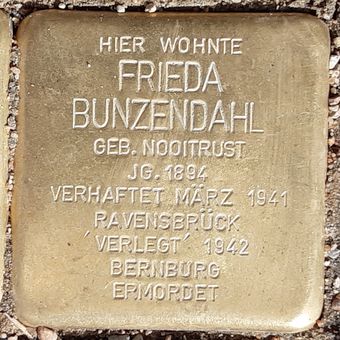 HIER WOHNTE
FRIEDA
BUNZENDAHL
GEB. NOOITRUST
JG. 1894
VERHAFTET MÄRZ 1941
RAVENSBRÜCK
'VERLEGT' 1942
BERNBURG
ERMORDET